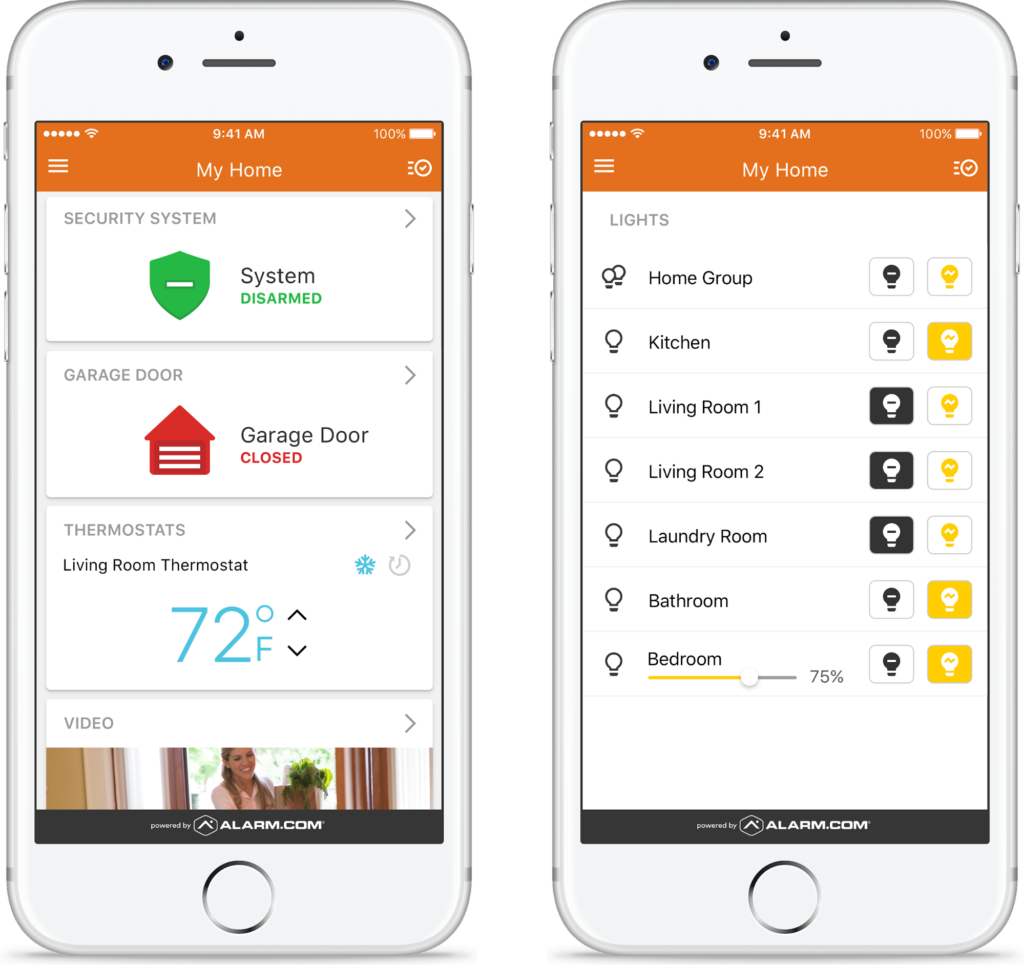 9:41 AM
100%
My Home
SECURITY SYSTEM
System
DISARMED
GARAGE DOOR
Garage Door
CLOSED
THERMOSTATS
Living Room Thermostat
72°F
VIDEO
powered by ALARM.COM®
9:41 AM
100%
My Home
LIGHTS
Home Group
Kitchen
Living Room 1
Living Room 2
Laundry Room
Bathroom
Bedroom
75%
powered by ALARM.COM®